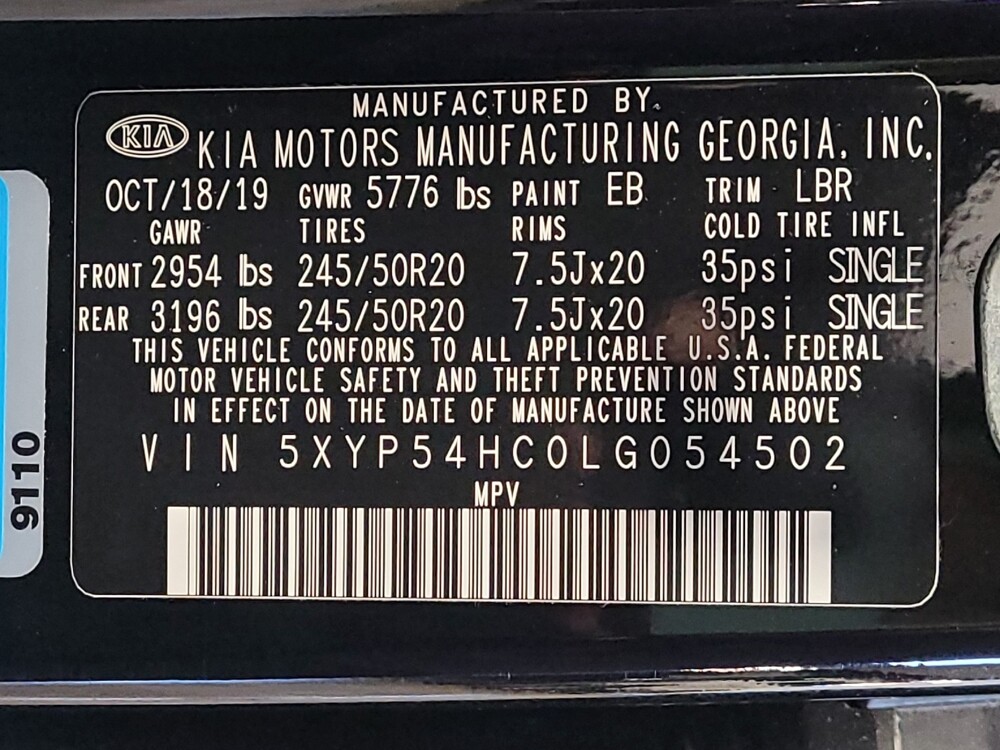 MANUFACTURED BY
KIA KIA MOTORS MANUFACTURING GEORGIA, INC.
OCT/18/19 GVWR 5776 lbs PAINT EB TRIM LBR
GAWR TIRES RIMS COLD TIRE INFL
FRONT 2954 lbs 245/50R20 7.5Jx20 35psi SINGLE
REAR 3196 lbs 245/50R20 7.5Jx20 35psi SINGLE
THIS VEHICLE CONFORMS TO ALL APPLICABLE U.S.A. FEDERAL
MOTOR VEHICLE SAFETY AND THEFT PREVENTION STANDARDS
IN EFFECT ON THE DATE OF MANUFACTURE SHOWN ABOVE
VIN 5XYP54HC0LG054502
MPV
9110